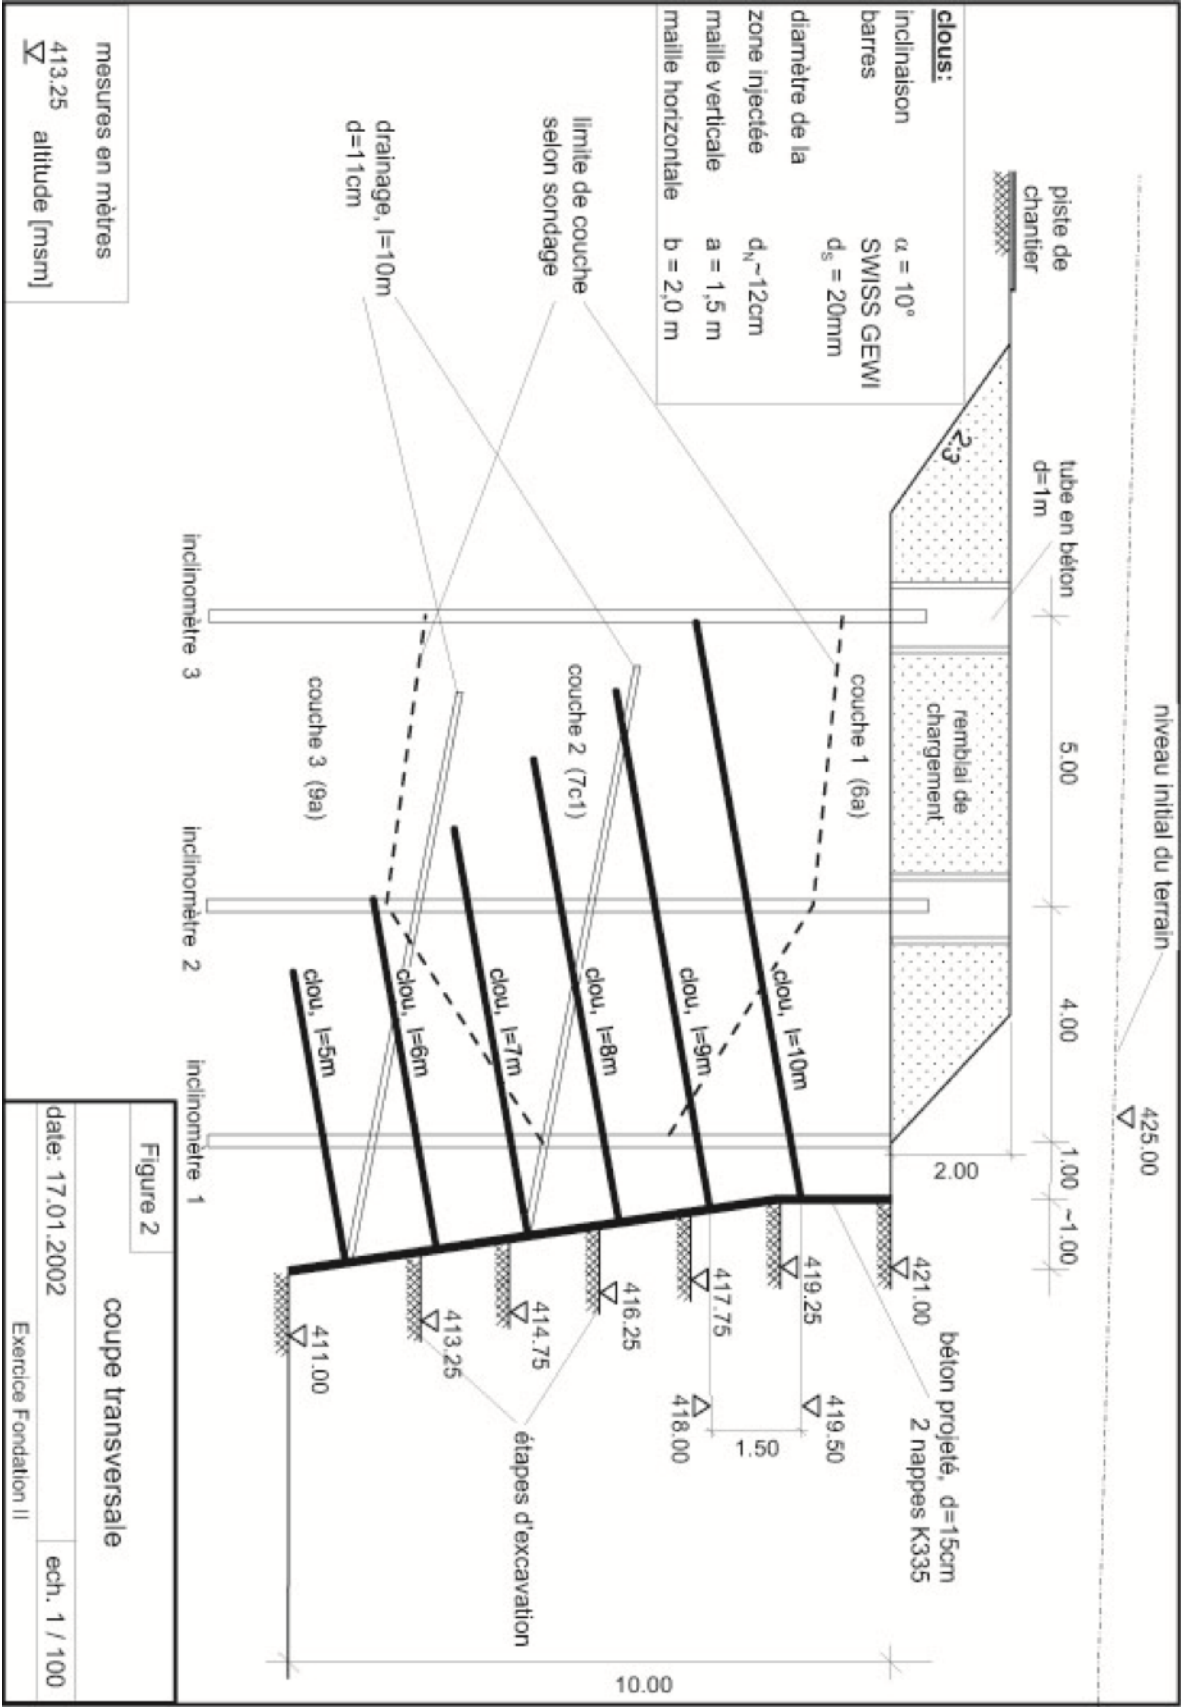 niveau initial du terrain
425.00
piste de
chantier
tube en béton
d=1m
5.00
4.00
1.00
~1.00
2:3
remblai de
chargement
2.00
clous:
inclinaison α = 10°
barres SWISS GEWI
dS = 20mm
diamètre de la
zone injectée dN~12cm
maille verticale a = 1,5 m
maille horizontale b = 2,0 m
421.00
béton projeté, d=15cm
2 nappes K335
couche 1 (6a)
clou, l=10m
419.25
419.50
limite de couche
selon sondage
clou, l=9m
417.75
1.50
418.00
couche 2 (7c1)
clou, l=8m
416.25
drainage, l=10m
d=11cm
clou, l=7m
414.75
étapes d'excavation
clou, l=6m
413.25
couche 3 (9a)
clou, l=5m
411.00
10.00
inclinomètre 3
inclinomètre 2
inclinomètre 1
mesures en mètres
413.25 altitude [msm]
Figure 2
coupe transversale
date: 17.01.2002
ech. 1 / 100
Exercice Fondation II